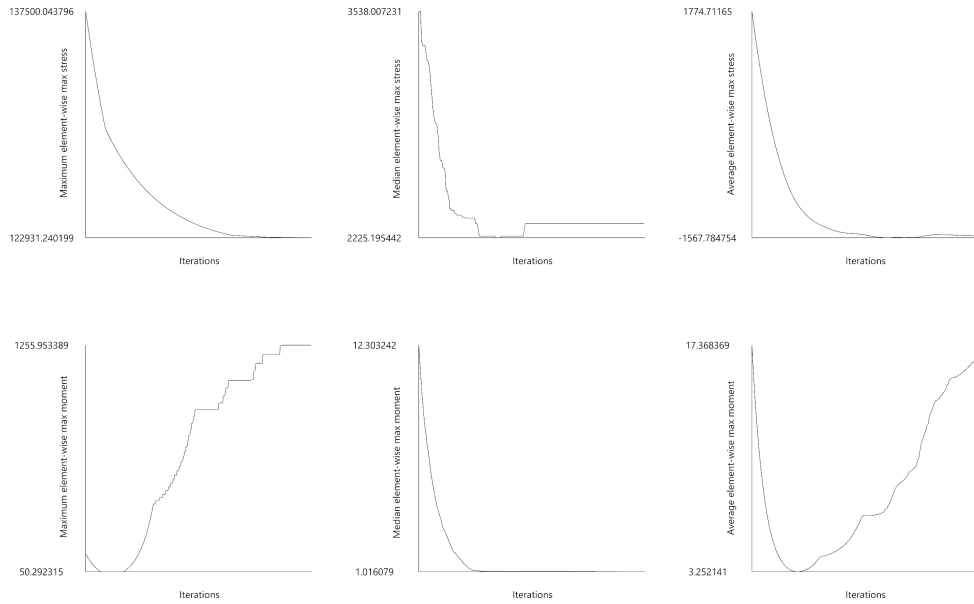 137500.043796
Maximum element-wise max stress
122931.240199
Iterations
3538.007231
Median element-wise max stress
2225.195442
Iterations
1774.71165
Average element-wise max stress
-1567.784754
Iterations
1255.953389
Maximum element-wise max moment
50.292315
Iterations
12.303242
Median element-wise max moment
1.016079
Iterations
17.368369
Average element-wise max moment
3.252141
Iterations